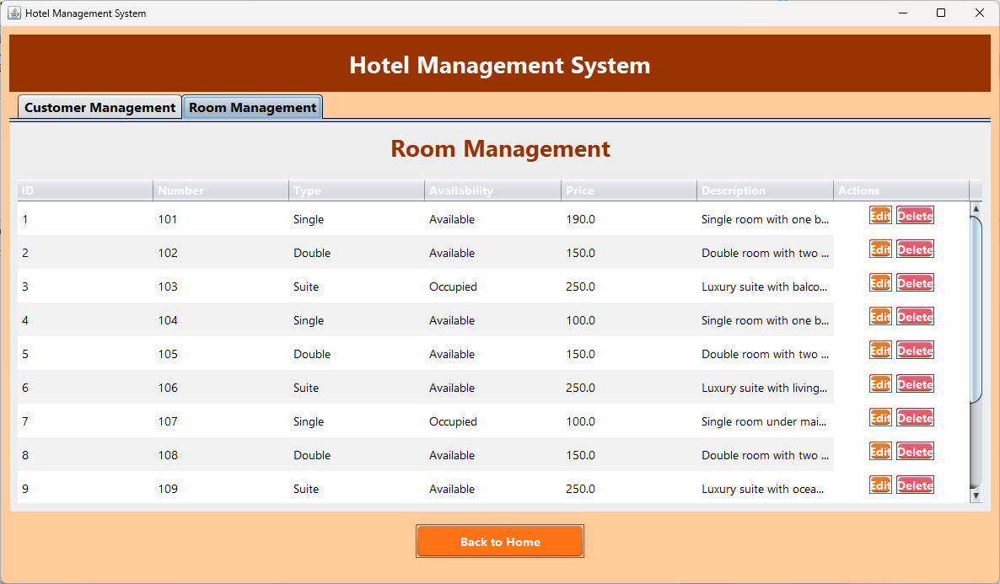 Hotel Management System
Hotel Management System
Customer Management Room Management
Room Management
ID Number Type Availability Price Description Actions
1 101 Single Available 190.0 Single room with one b... Edit Delete
2 102 Double Available 150.0 Double room with two ... Edit Delete
3 103 Suite Occupied 250.0 Luxury suite with balco... Edit Delete
4 104 Single Available 100.0 Single room with one b... Edit Delete
5 105 Double Available 150.0 Double room with two ... Edit Delete
6 106 Suite Available 250.0 Luxury suite with living... Edit Delete
7 107 Single Occupied 100.0 Single room under mai... Edit Delete
8 108 Double Available 150.0 Double room with two ... Edit Delete
9 109 Suite Available 250.0 Luxury suite with ocea... Edit Delete
Back to Home